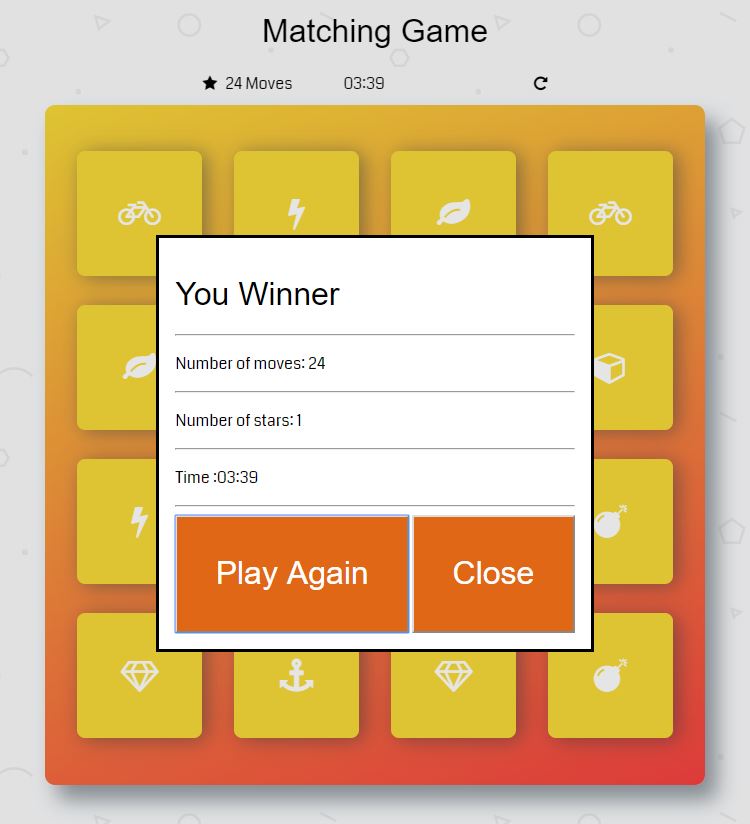 Matching Game
24 Moves 03:39
You Winner
Number of moves: 24
Number of stars: 1
Time :03:39
Play Again Close